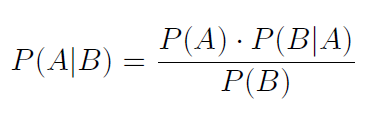 P(A|B) = P(A) · P(B|A) / P(B)